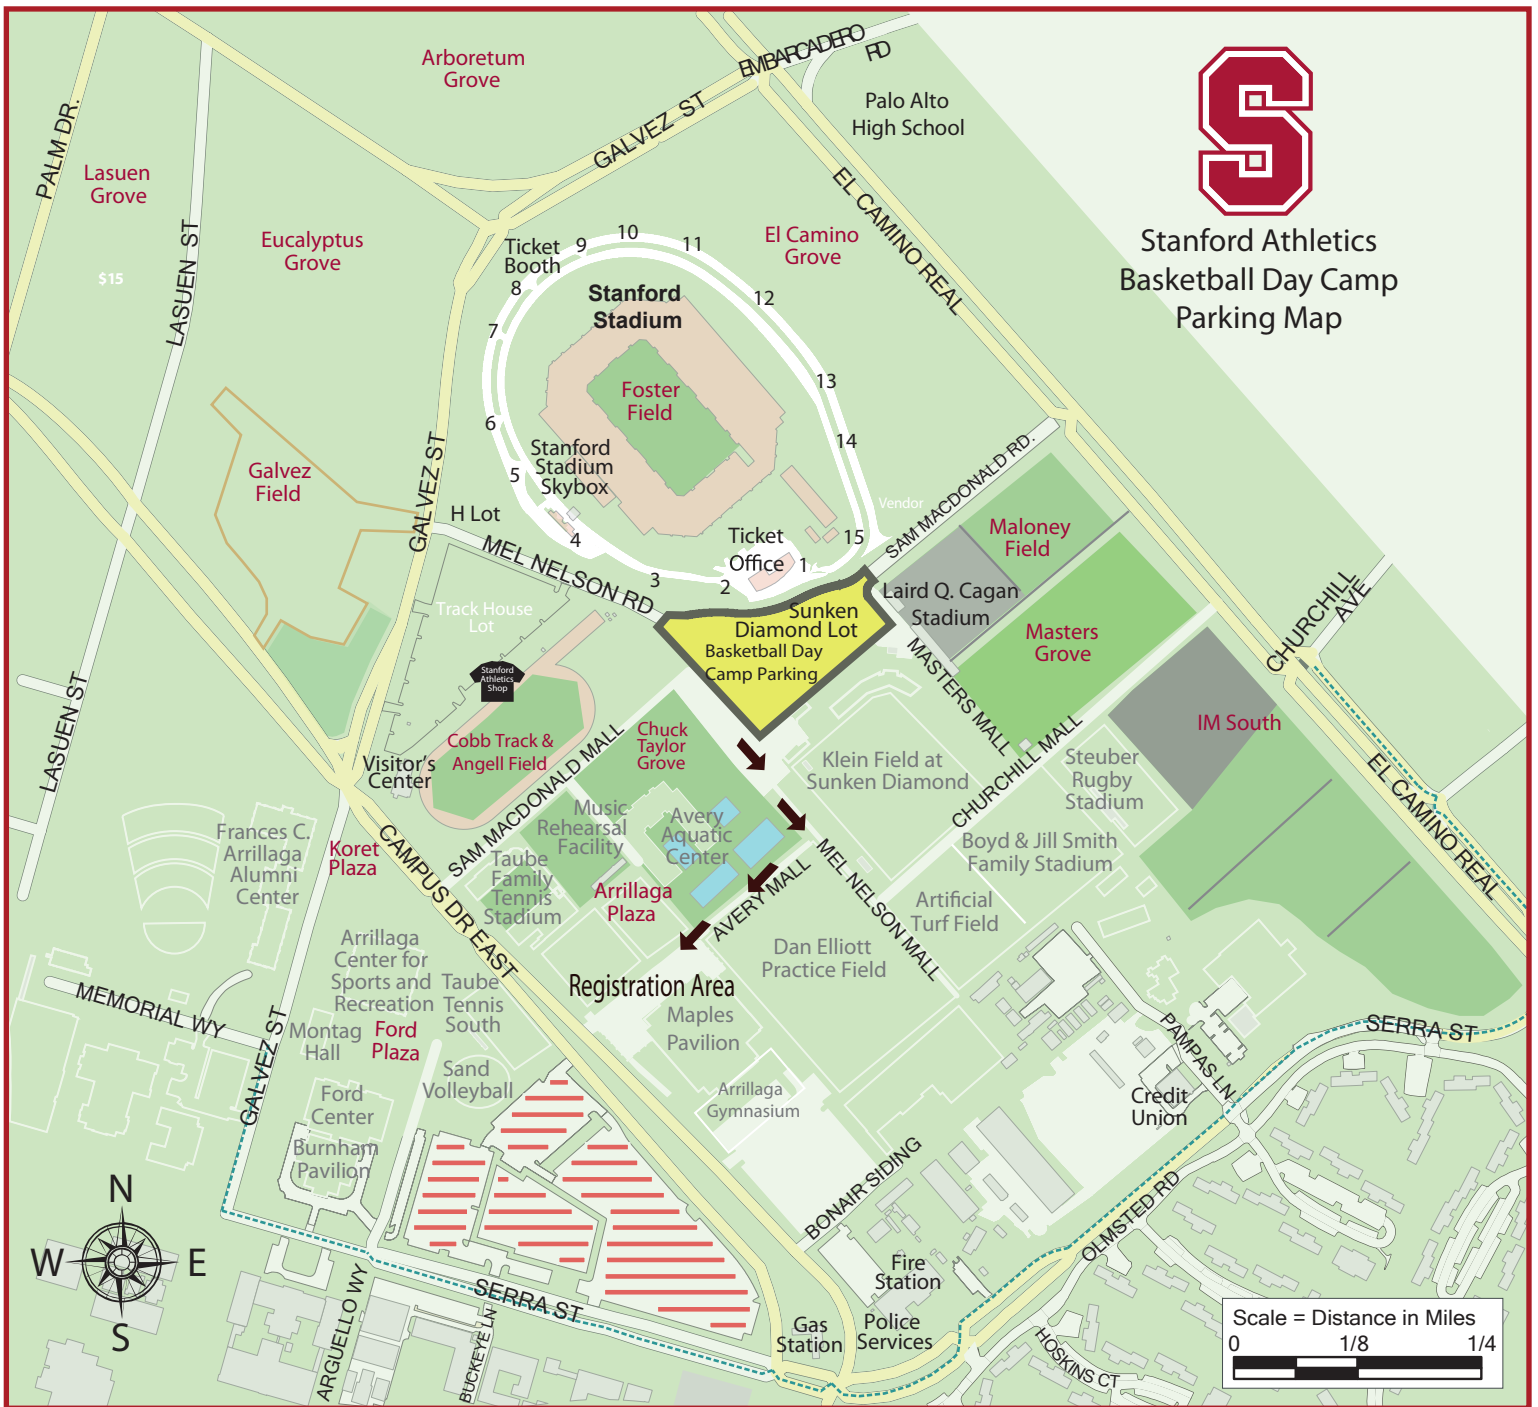 Arboretum
Grove
EMBARCADERO
RD
PALM DR.
GALVEZ ST
Palo Alto
High School
S
Lasuen
Grove
LASUEN ST
Eucalyptus
Grove
$15
Ticket
Booth
8
9
10
11
El Camino
Grove
EL CAMINO REAL
Stanford Athletics
Basketball Day Camp
Parking Map
Stanford
Stadium
7
12
Foster
Field
13
6
14
Stanford
Stadium
Skybox
5
Galvez
Field
GALVEZ ST
H Lot
4
MEL NELSON RD
3
2
Ticket
Office
1
15
Vendor
SAM MACDONALD RD.
Maloney
Field
Laird Q. Cagan
Stadium
Masters
Grove
CHURCHILL
AVE
Track House
Lot
Sunken
Diamond Lot
Basketball Day
Camp Parking
Stanford
Athletics
Shop
MASTERS MALL
LASUEN ST
Visitor's
Center
Cobb Track &
Angell Field
SAM MACDONALD MALL
Chuck
Taylor
Grove
Klein Field at
Sunken Diamond
CHURCHILL MALL
Steuber
Rugby
Stadium
IM South
EL CAMINO REAL
Frances C.
Arrillaga
Alumni
Center
Koret
Plaza
CAMPUS DR EAST
Music
Rehearsal
Facility
Avery
Aquatic
Center
Taube
Family
Tennis
Stadium
Arrillaga
Plaza
AVERY MALL
MEL NELSON MALL
Boyd & Jill Smith
Family Stadium
Artificial
Turf Field
Dan Elliott
Practice Field
Arrillaga
Center for
Sports and
Recreation
Taube
Tennis
South
Registration Area
Maples
Pavilion
MEMORIAL WY
GALVEZ ST
Montag
Hall
Ford
Plaza
Sand
Volleyball
Ford
Center
Burnham
Pavilion
Arrillaga
Gymnasium
PAMPAS LN
SERRA ST
Credit
Union
BONAIR SIDING
OLMSTED RD
N
W
E
S
ARGUELLO WY
SERRA ST
BUCKEYE LN
Fire
Station
Gas
Station
Police
Services
HOSKINS CT
Scale = Distance in Miles
0 1/8 1/4